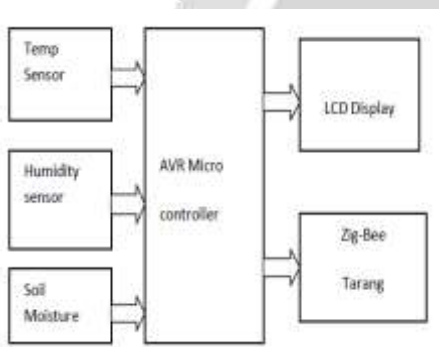 Temp
Sensor
Humidity
sensor
Soil
Moisture
AVR Micro
controller
LCD Display
Zig-Bee
Tarang